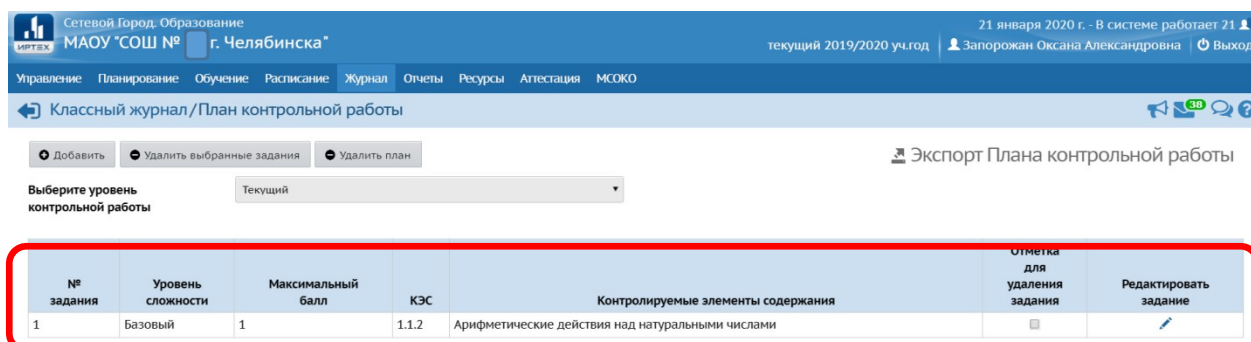 Сетевой Город. Образование
21 января 2020 г. - В системе работает 21
ИРТЕХ
МАОУ "СОШ № г. Челябинска"
текущий 2019/2020 уч.год
Запорожан Оксана Александровна
Выход
Управление Планирование Обучение Расписание Журнал Отчеты Ресурсы Аттестация МСОКО
Классный журнал/План контрольной работы
38
Добавить
Удалить выбранные задания
Удалить план
Экспорт Плана контрольной работы
Выберите уровень
контрольной работы
Текущий
№
задания
Уровень
сложности
Максимальный
балл
КЭС
Контролируемые элементы содержания
Отметка
для
удаления
задания
Редактировать
задание
1 Базовый 1 1.1.2 Арифметические действия над натуральными числами